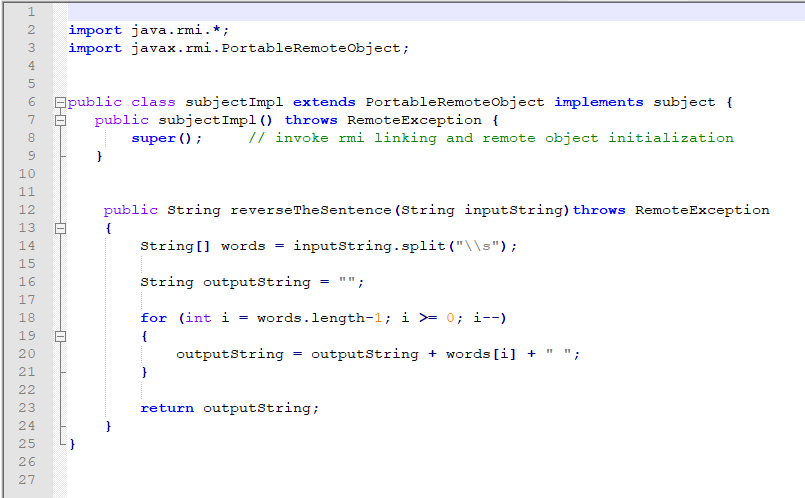 1
2 import java.rmi.*;
3 import javax.rmi.PortableRemoteObject;
4
5
6 public class subjectImpl extends PortableRemoteObject implements subject {
7 public subjectImpl() throws RemoteException {
8 super(); // invoke rmi linking and remote object initialization
9 }
10
11
12 public String reverseTheSentence(String inputString)throws RemoteException
13 {
14 String[] words = inputString.split("\\s");
15
16 String outputString = "";
17
18 for (int i = words.length-1; i >= 0; i--)
19 {
20 outputString = outputString + words[i] + " ";
21 }
22
23 return outputString;
24 }
25 }
26
27